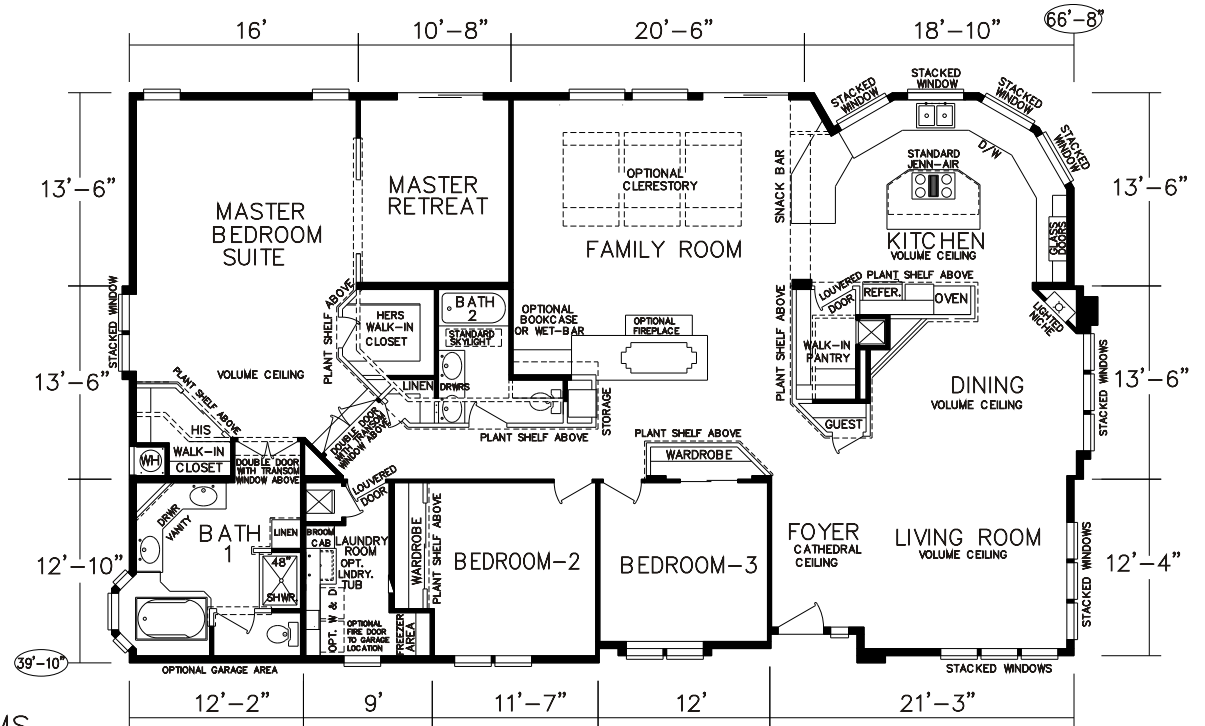 66'-8"
16'
10'-8"
20'-6"
18'-10"
STACKED
WINDOW
STACKED
WINDOW
STACKED
WINDOW
STACKED
WINDOW
D/W
STANDARD
JENN-AIR
13'-6"
MASTER
BEDROOM
SUITE
MASTER
RETREAT
OPTIONAL
CLERESTORY
FAMILY ROOM
SNACK BAR
KITCHEN
VOLUME CEILING
GLASS
DOORS
13'-6"
STACKED WINDOW
PLANT SHELF ABOVE
HERS
WALK-IN
CLOSET
BATH
2
STANDARD
SKYLIGHT
OPTIONAL
BOOKCASE
OR WET-BAR
OPTIONAL
FIREPLACE
PLANT SHELF ABOVE
LOUVERED
DOOR
PLANT SHELF ABOVE
REFER.
OVEN
LIGHTED
NICHE
WALK-IN
PANTRY
13'-6"
VOLUME CEILING
LINEN
DRWRS
STORAGE
DINING
VOLUME CEILING
STACKED WINDOWS
13'-6"
PLANT SHELF ABOVE
HIS
WALK-IN
CLOSET
WH
DOUBLE DOOR
WITH TRANSOM
WINDOW ABOVE
DOUBLE DOOR
WITH TRANSOM
WINDOW ABOVE
PLANT SHELF ABOVE
PLANT SHELF ABOVE
WARDROBE
GUEST
LOUVERED
DOOR
DRWR
VANITY
BATH
1
LINEN
48"
SHWR.
BROOM
CAB
LAUNDRY
ROOM
OPT.
LNDRY.
TUB
OPT. W & D
OPTIONAL
FIRE DOOR
TO GARAGE
LOCATION
FREEZER
AREA
WARDROBE
PLANT SHELF ABOVE
BEDROOM-2
BEDROOM-3
FOYER
CATHEDRAL
CEILING
LIVING ROOM
VOLUME CEILING
STACKED WINDOWS
12'-10"
12'-4"
39'-10"
OPTIONAL GARAGE AREA
STACKED WINDOWS
12'-2"
9'
11'-7"
12'
21'-3"